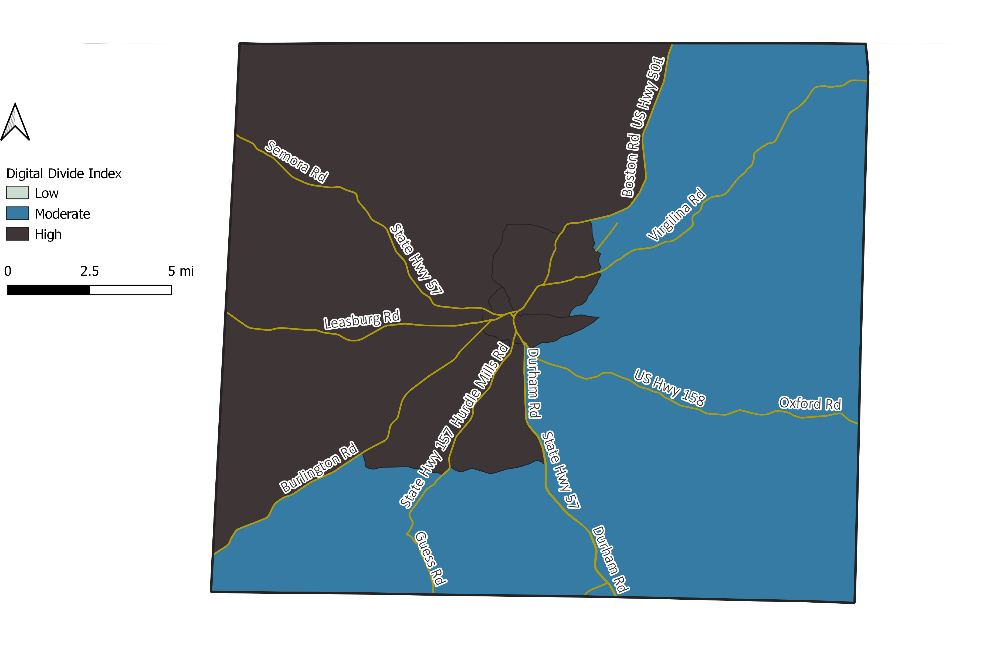 Digital Divide Index
Low
Moderate
High
0 2.5 5 mi
Boston Rd US Hwy 501
Semora Rd
Virgilina Rd
State Hwy 57
Leasburg Rd
Hurdle Mills Rd
Durham Rd
US Hwy 158
Oxford Rd
State Hwy 157
State Hwy 57
Burlington Rd
Guess Rd
Durham Rd